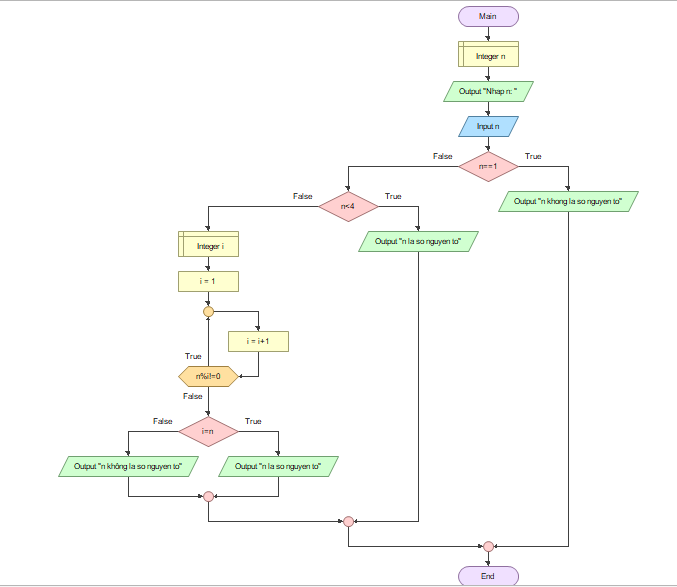 Main
Integer n
Output "Nhap n: "
Input n
False
True
n==1
Output "n khong la so nguyen to"
False
True
n<4
Output "n la so nguyen to"
Integer i
i = 1
i = i+1
True
n%i!=0
False
False
True
i=n
Output "n không la so nguyen to"
Output "n la so nguyen to"
End